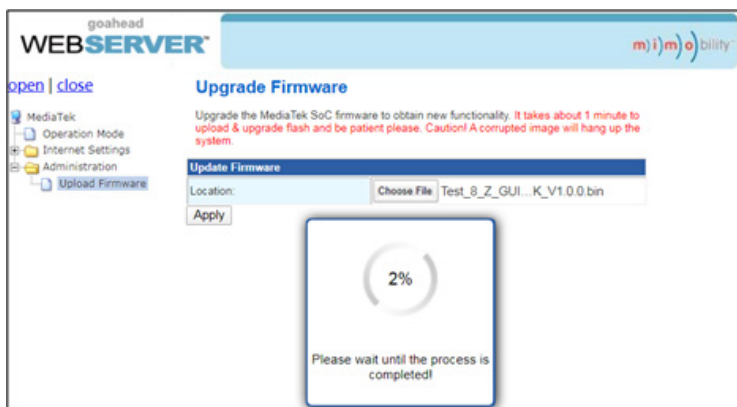 goahead
WEBSERVER™
m)i)m)o)bility™
open | close
MediaTek
Operation Mode
Internet Settings
Administration
Upload Firmware
Upgrade Firmware
Upgrade the MediaTek SoC firmware to obtain new functionality. It takes about 1 minute to
upload & upgrade flash and be patient please. Caution! A corrupted image will hang up the
system.
Update Firmware
Location:
Choose File Test_8_Z_GUI...K_V1.0.0.bin
Apply
2%
Please wait until the process is
completed!